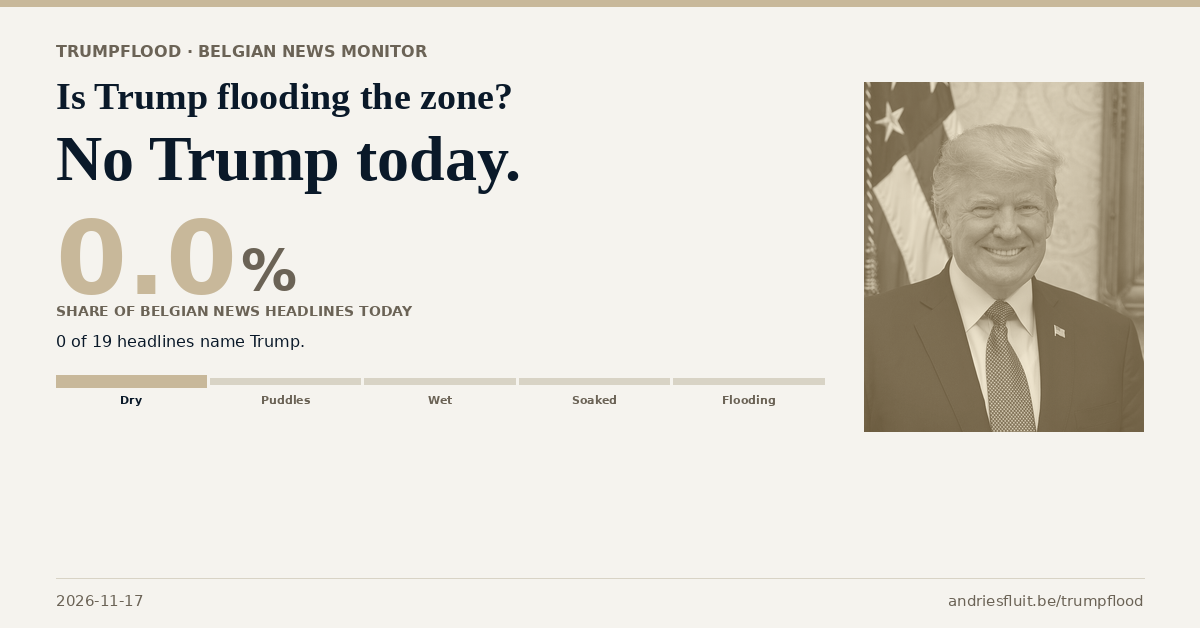 TRUMPFLOOD · BELGIAN NEWS MONITOR
Is Trump flooding the zone?
No Trump today.
0.0%
SHARE OF BELGIAN NEWS HEADLINES TODAY
0 of 19 headlines name Trump.
Dry Puddles Wet Soaked Flooding
2026-11-17 andriesfluit.be/trumpflood